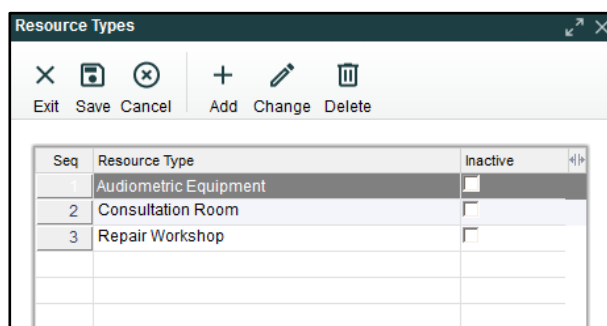 Resource Types
Exit Save Cancel Add Change Delete
Seq Resource Type Inactive
1 Audiometric Equipment
2 Consultation Room
3 Repair Workshop